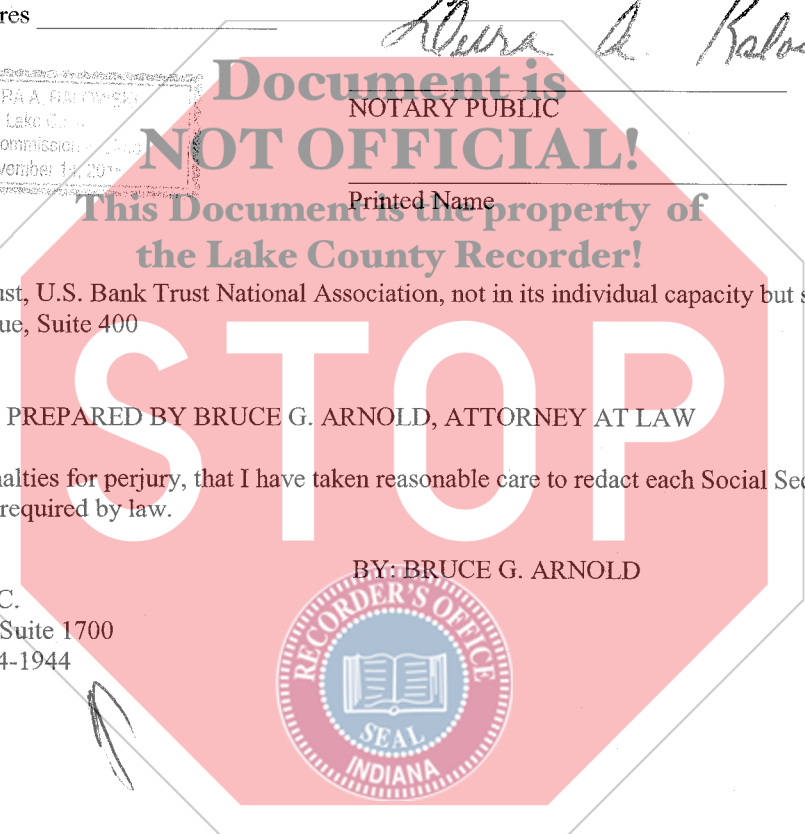 res
Document is
NOTARY PUBLIC
Lake
NOT OFFICIAL!
Printed Name
This Document is the property of
the Lake County Recorder!
ust, U.S. Bank Trust National Association, not in its individual capacity but s
ue, Suite 400
STOP
PREPARED BY BRUCE G. ARNOLD, ATTORNEY AT LAW
nalties for perjury, that I have taken reasonable care to redact each Social Sec
required by law.
BY: BRUCE G. ARNOLD
C.
Suite 1700
4-1944
RECORDER'S OFFICE
SEAL
INDIANA